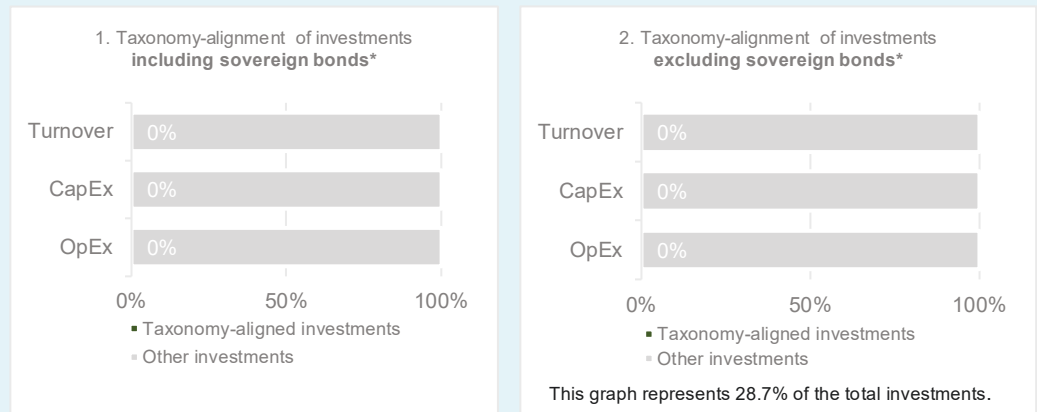 1. Taxonomy-alignment of investments
including sovereign bonds*
Turnover 0%
CapEx 0%
OpEx 0%
0% 50% 100%
Taxonomy-aligned investments
Other investments
2. Taxonomy-alignment of investments
excluding sovereign bonds*
Turnover 0%
CapEx 0%
OpEx 0%
0% 50% 100%
Taxonomy-aligned investments
Other investments
This graph represents 28.7% of the total investments.